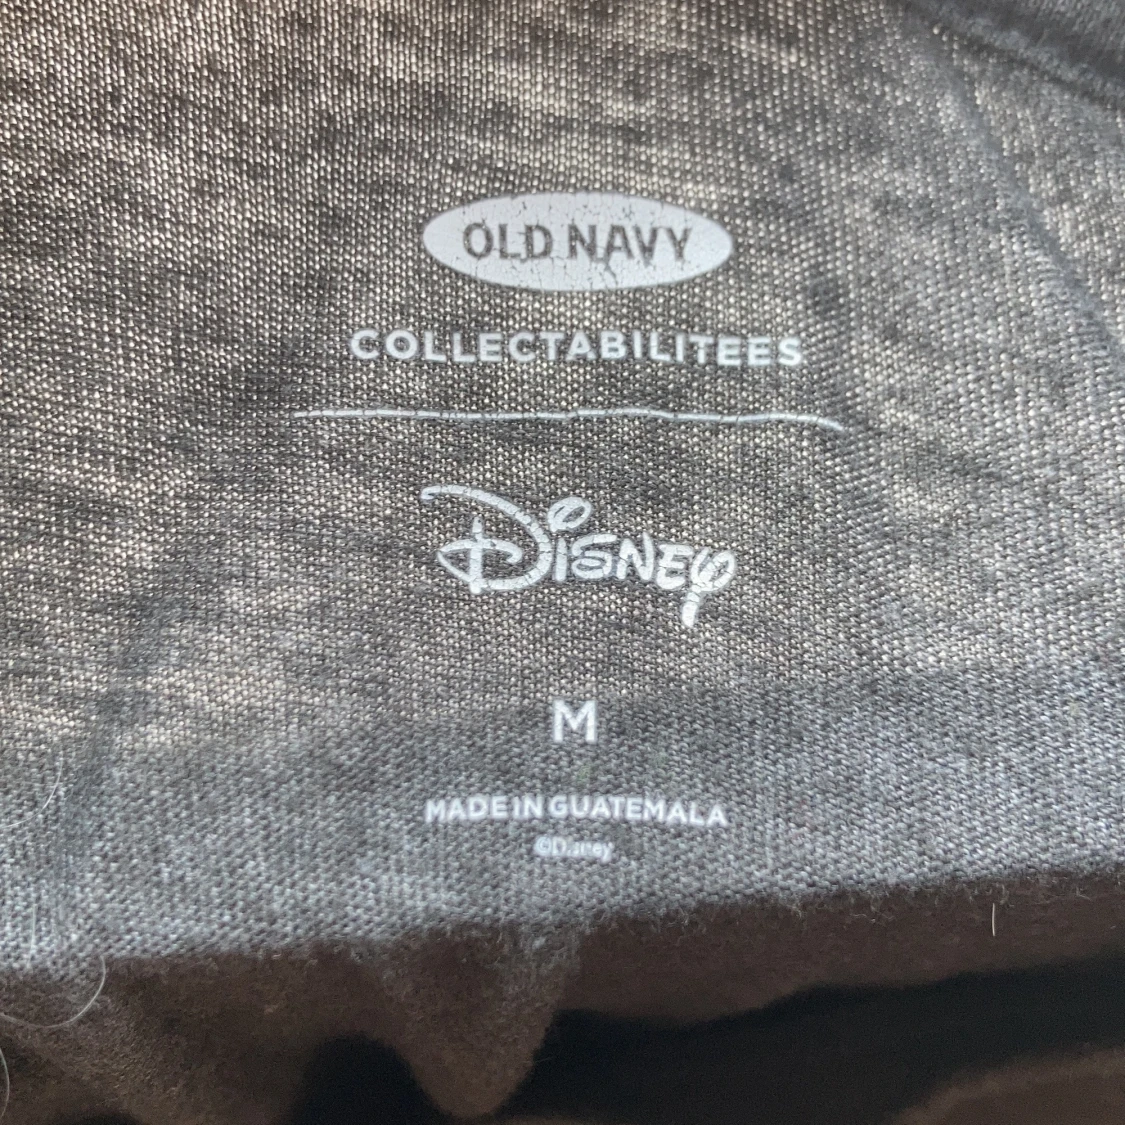 OLD NAVY
COLLECTABILITEES
Disney
M
MADE IN GUATEMALA
©Disney